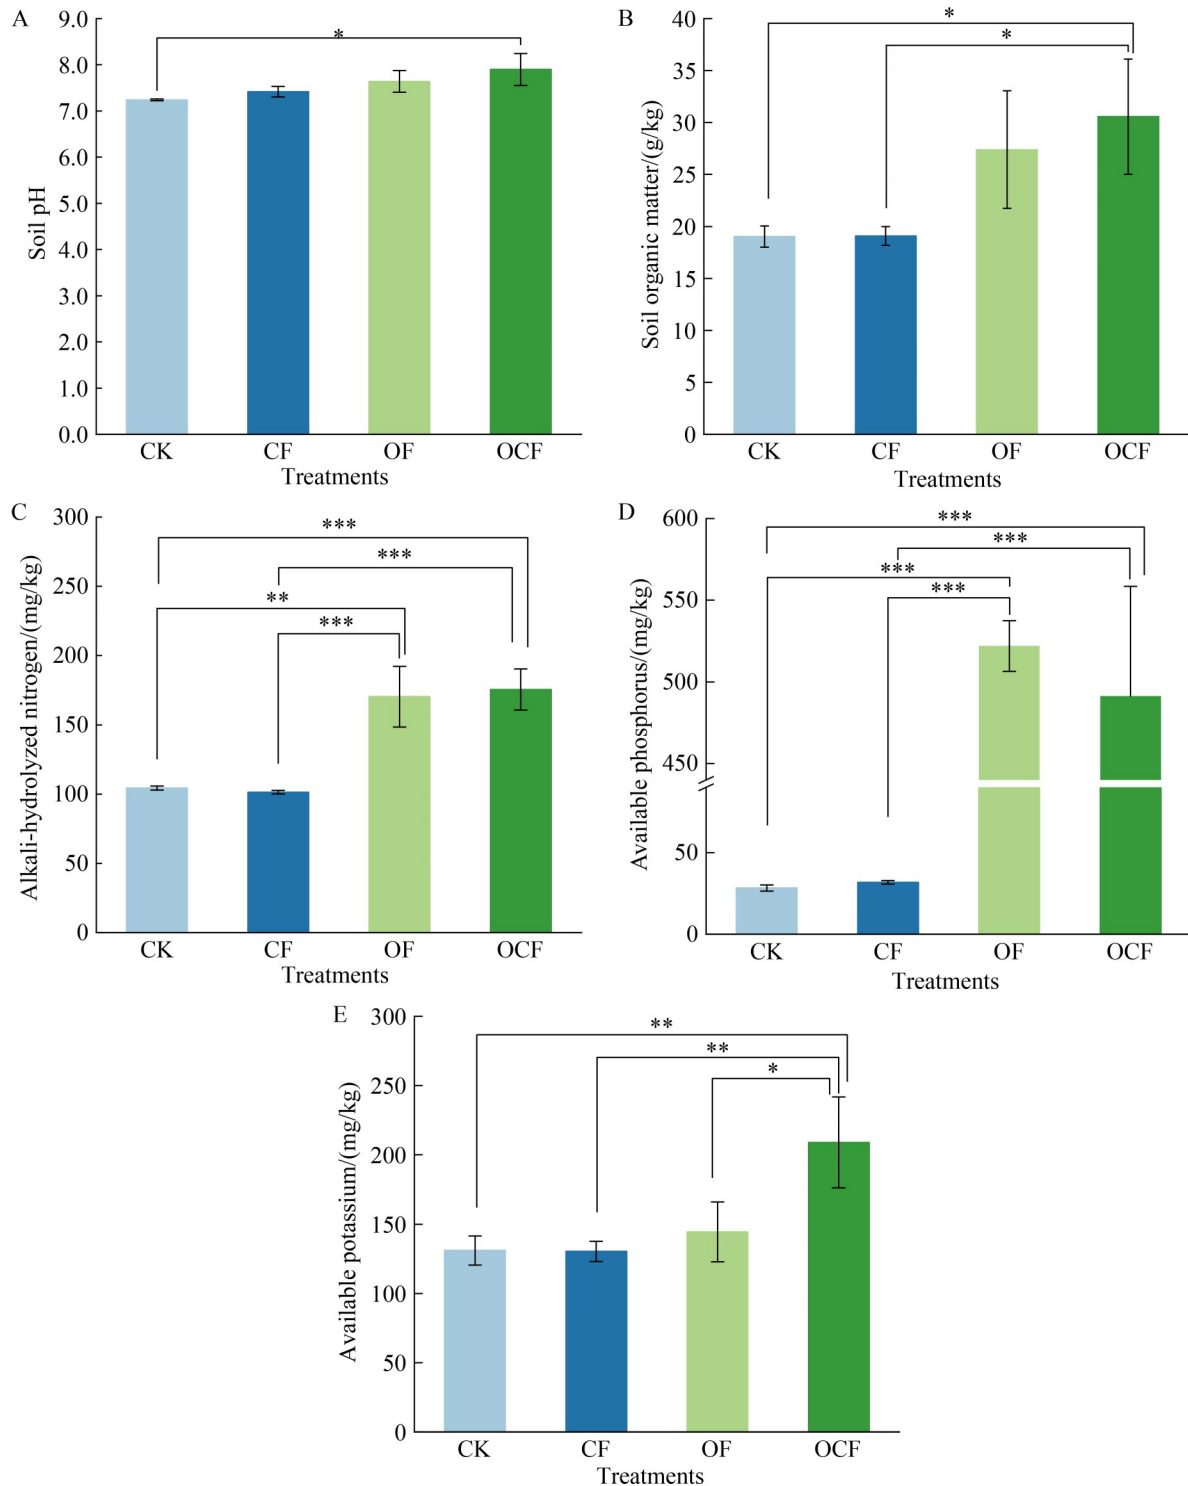 A
9.0
8.0
7.0
6.0
5.0
4.0
3.0
2.0
1.0
0.0
Soil pH
*
CK CF OF OCF
Treatments
B
40
35
30
25
20
15
10
5
0
Soil organic matter/(g/kg)
*
*
CK CF OF OCF
Treatments
C
300
250
200
150
100
50
0
Alkali-hydrolyzed nitrogen/(mg/kg)
***
***
**
***
CK CF OF OCF
Treatments
D
600
550
500
450
50
0
Available phosphorus/(mg/kg)
***
***
***
***
CK CF OF OCF
Treatments
E
300
250
200
150
100
50
0
Available potassium/(mg/kg)
**
**
*
CK CF OF OCF
Treatments